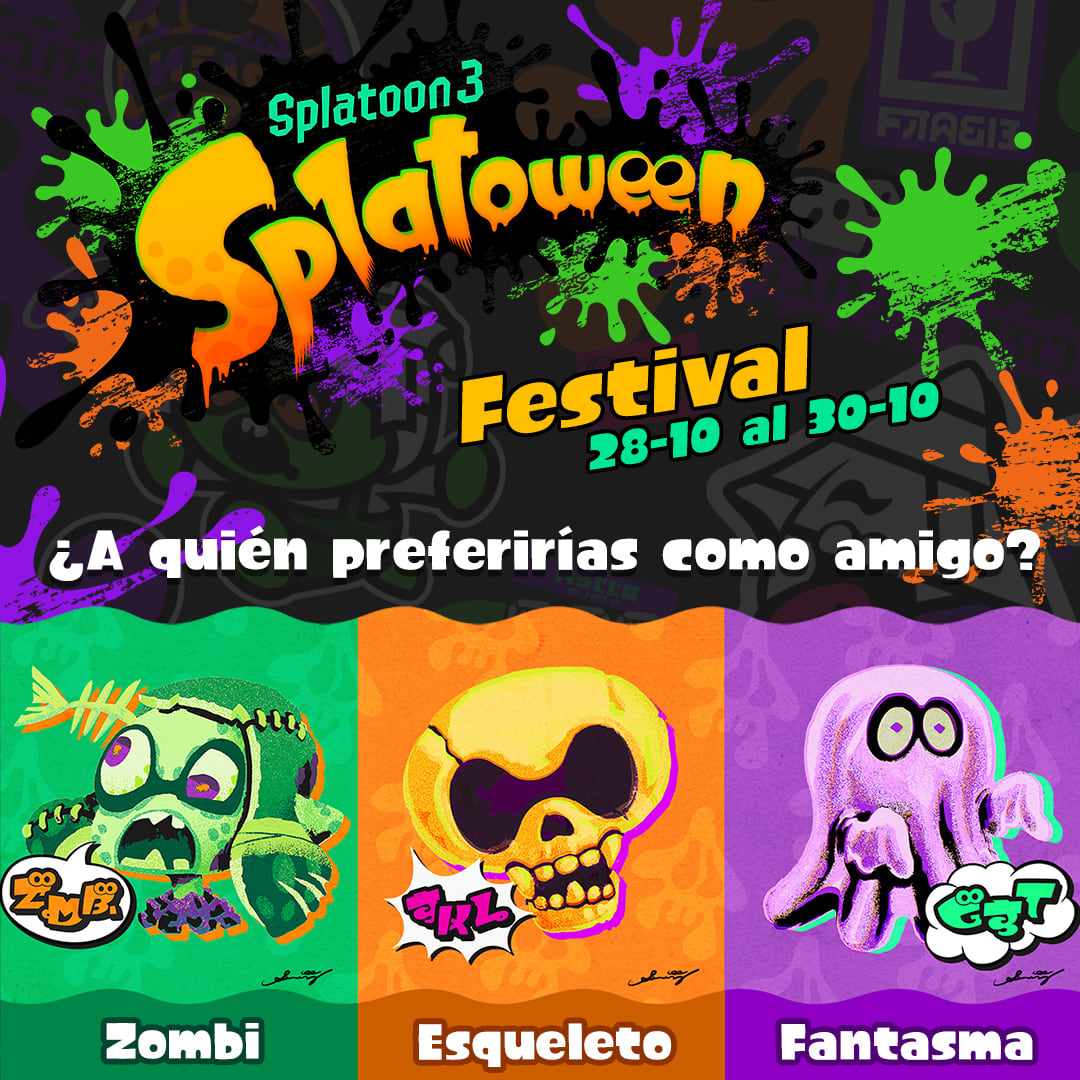 Splatoon 3
Splatoween
Festival
28-10 al 30-10
¿A quién preferirías como amigo?
Zombi
Esqueleto
Fantasma